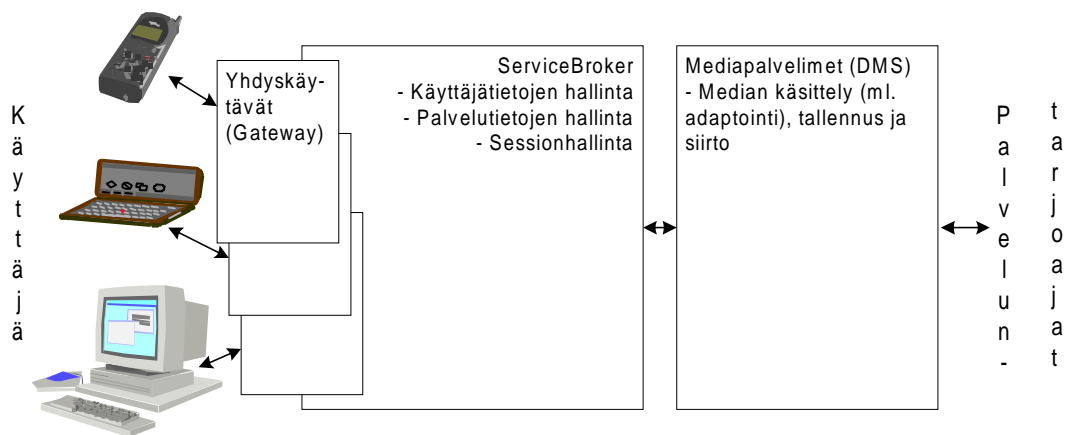 Käyttäjä
Yhdyskäy-
tävät
(Gateway)
ServiceBroker
- Käyttäjätietojen hallinta
- Palvelutietojen hallinta
- Sessionhallinta
Mediapalvelimet (DMS)
- Median käsittely (ml.
adaptointi), tallennus ja
siirto
Palvelun-
tarjoajat